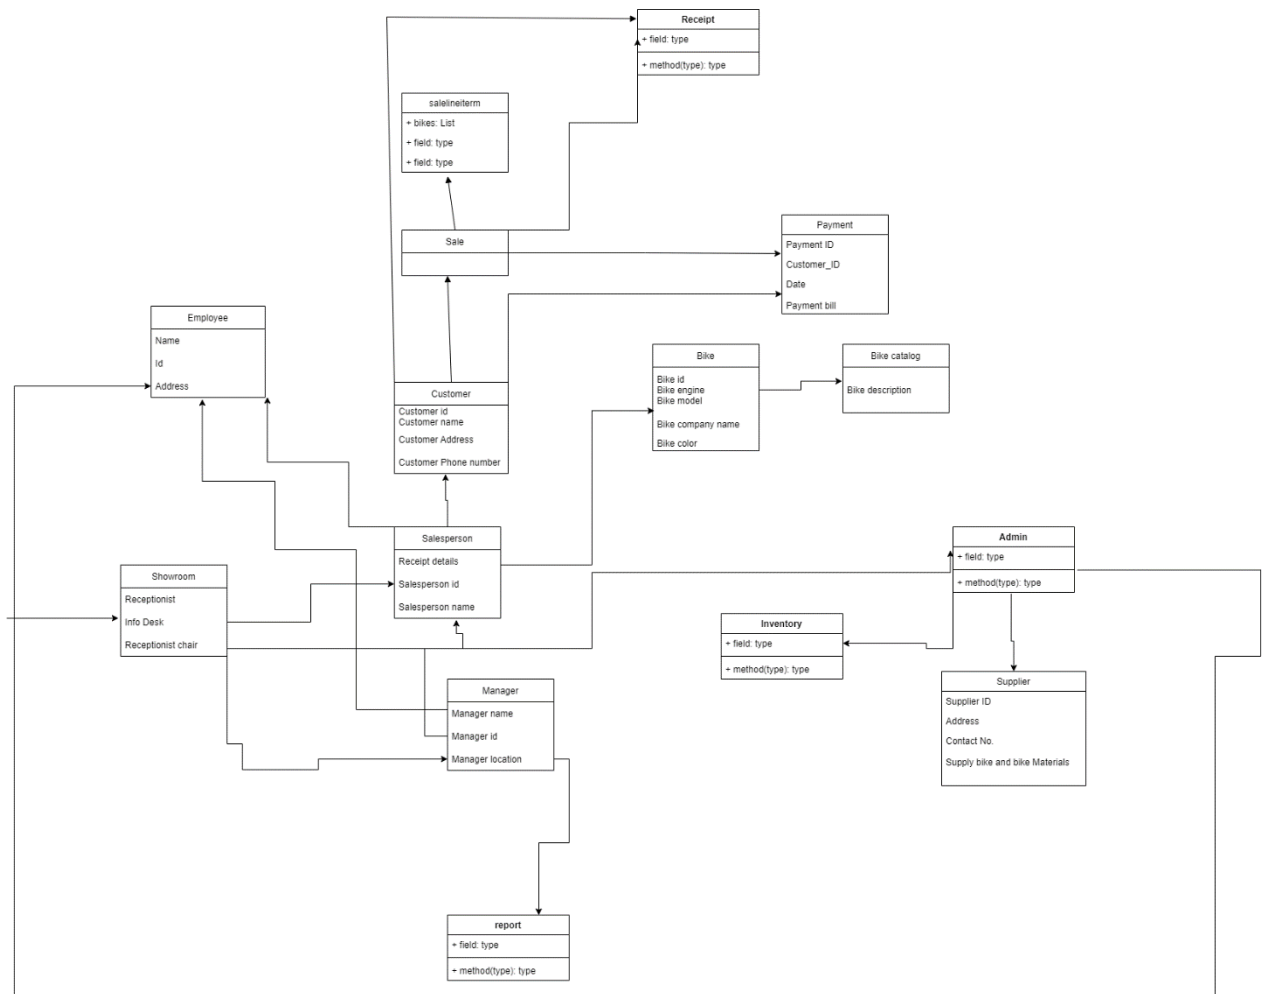 Receipt
+ field: type
+ method(type): type
salelineiterm
+ bikes: List
+ field: type
+ field: type
Sale
Payment
Payment ID
Customer_ID
Date
Payment bill
Employee
Name
Id
Address
Customer
Customer id
Customer name
Customer Address
Customer Phone number
Bike
Bike id
Bike engine
Bike model
Bike company name
Bike color
Bike catalog
Bike description
Salesperson
Receipt details
Salesperson id
Salesperson name
Showroom
Receptionist
Info Desk
Receptionist chair
Admin
+ field: type
+ method(type): type
Inventory
+ field: type
+ method(type): type
Supplier
Supplier ID
Address
Contact No.
Supply bike and bike Materials
Manager
Manager name
Manager id
Manager location
report
+ field: type
+ method(type): type